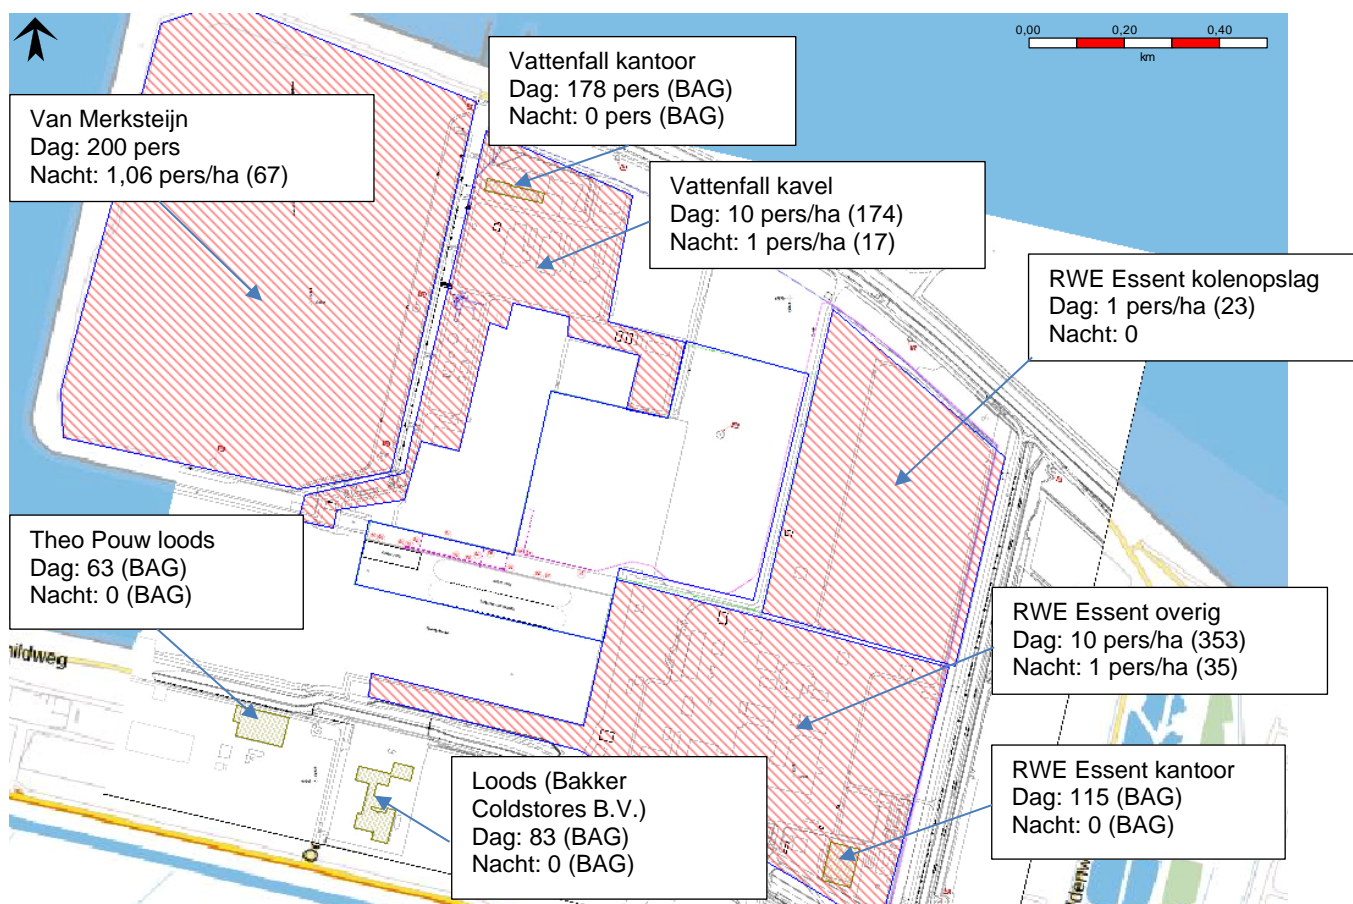 0,00 0,20 0,40
km
Vattenfall kantoor
Dag: 178 pers (BAG)
Nacht: 0 pers (BAG)
Van Merksteijn
Dag: 200 pers
Nacht: 1,06 pers/ha (67)
Vattenfall kavel
Dag: 10 pers/ha (174)
Nacht: 1 pers/ha (17)
RWE Essent kolenopslag
Dag: 1 pers/ha (23)
Nacht: 0
Theo Pouw loods
Dag: 63 (BAG)
Nacht: 0 (BAG)
RWE Essent overig
Dag: 10 pers/ha (353)
Nacht: 1 pers/ha (35)
Loods (Bakker
Coldstores B.V.)
Dag: 83 (BAG)
Nacht: 0 (BAG)
RWE Essent kantoor
Dag: 115 (BAG)
Nacht: 0 (BAG)